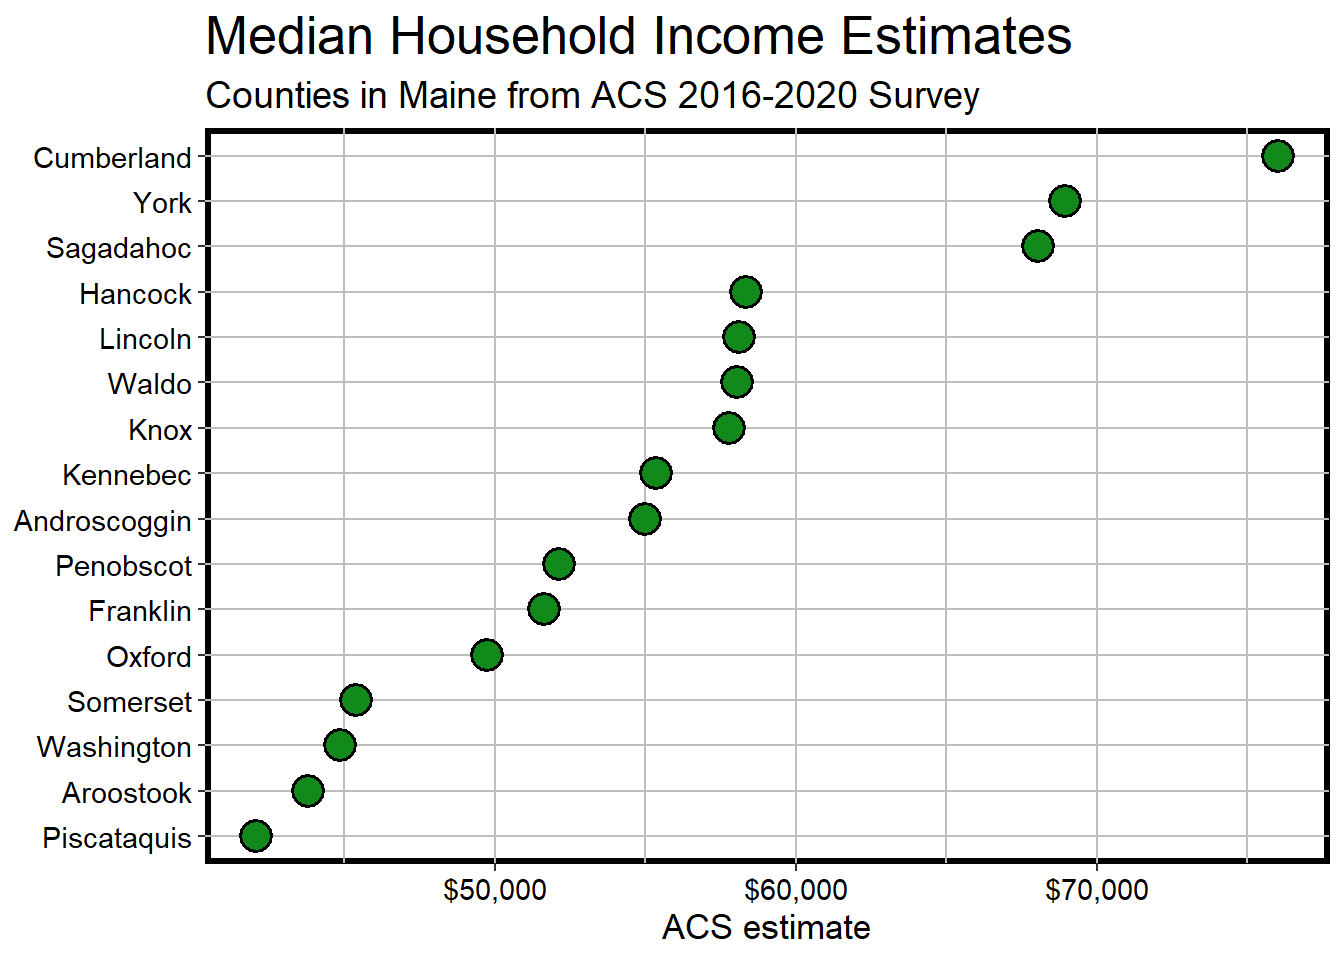 Median Household Income Estimates
Counties in Maine from ACS 2016-2020 Survey
Cumberland
York
Sagadahoc
Hancock
Lincoln
Waldo
Knox
Kennebec
Androscoggin
Penobscot
Franklin
Oxford
Somerset
Washington
Aroostook
Piscataquis
$50,000 $60,000 $70,000
ACS estimate